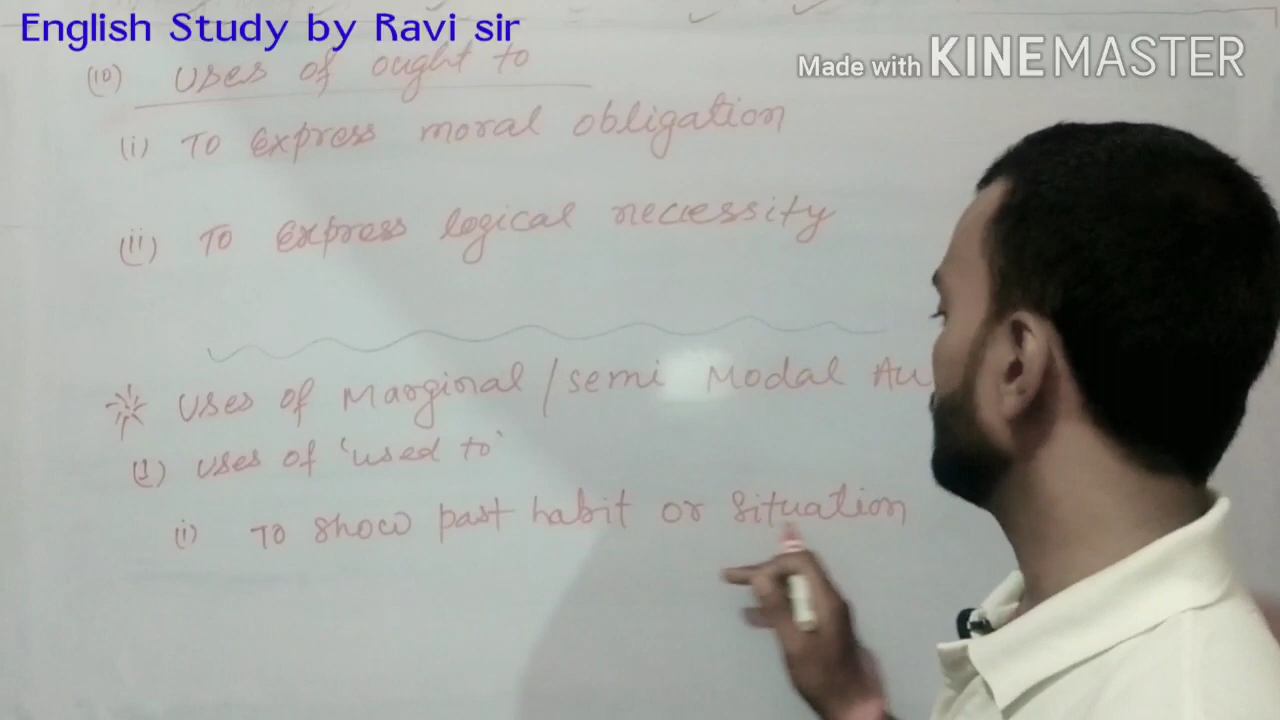 English Study by Ravi sir
Made with KINEMASTER
(10) Uses of ought to
(i) To Express moral obligation
(ii) To Express logical necessity
Uses of Marginal / Semi Modal Au
(1) Uses of 'used to'
(i) To show past habit or situation